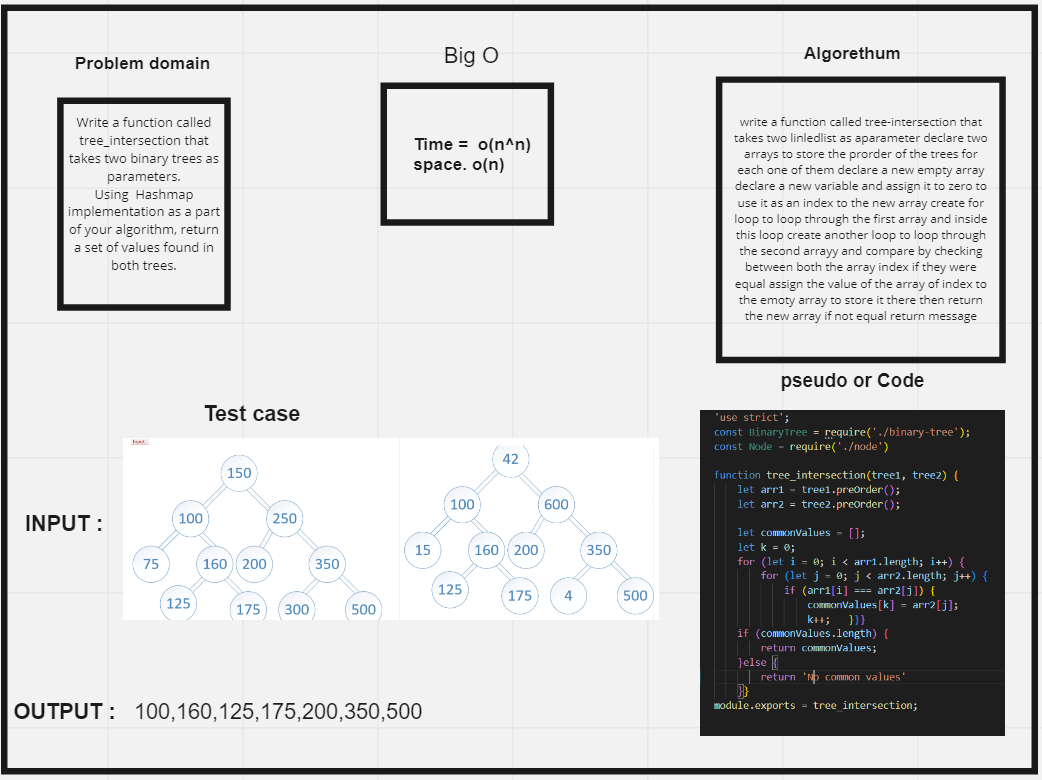 Problem domain
Write a function called
tree_intersection that
takes two binary trees as
parameters.
Using Hashmap
implementation as a part
of your algorithm, return
a set of values found in
both trees.
Big O
Time = o(n^n)
space. o(n)
Algorethum
write a function called tree-intersection that
takes two linledlist as aparameter declare two
arrays to store the prorder of the trees for
each one of them declare a new empty array
declare a new variable and assign it to zero to
use it as an index to the new array create for
loop to loop through the first array and inside
this loop create another loop to loop through
the second arrayy and compare by checking
between both the array index if they were
equal assign the value of the array of index to
the emoty array to store it there then return
the new array if not equal return message
Test case
INPUT :
150
100 250
75 160 200 350
125 175 300 500
42
100 600
15 160 200 350
125 175 4 500
OUTPUT : 100,160,125,175,200,350,500
pseudo or Code
'use strict';
const BinaryTree = require('./binary-tree');
const Node = require('./node')
function tree_intersection(tree1, tree2) {
let arr1 = tree1.preOrder();
let arr2 = tree2.preOrder();
let commonValues = [];
let k = 0;
for (let i = 0; i < arr1.length; i++) {
for (let j = 0; j < arr2.length; j++) {
if (arr1[i] === arr2[j]) {
commonValues[k] = arr2[j];
k++; }}}
if (commonValues.length) {
return commonValues;
}else {
return 'No common values'
}}
module.exports = tree_intersection;